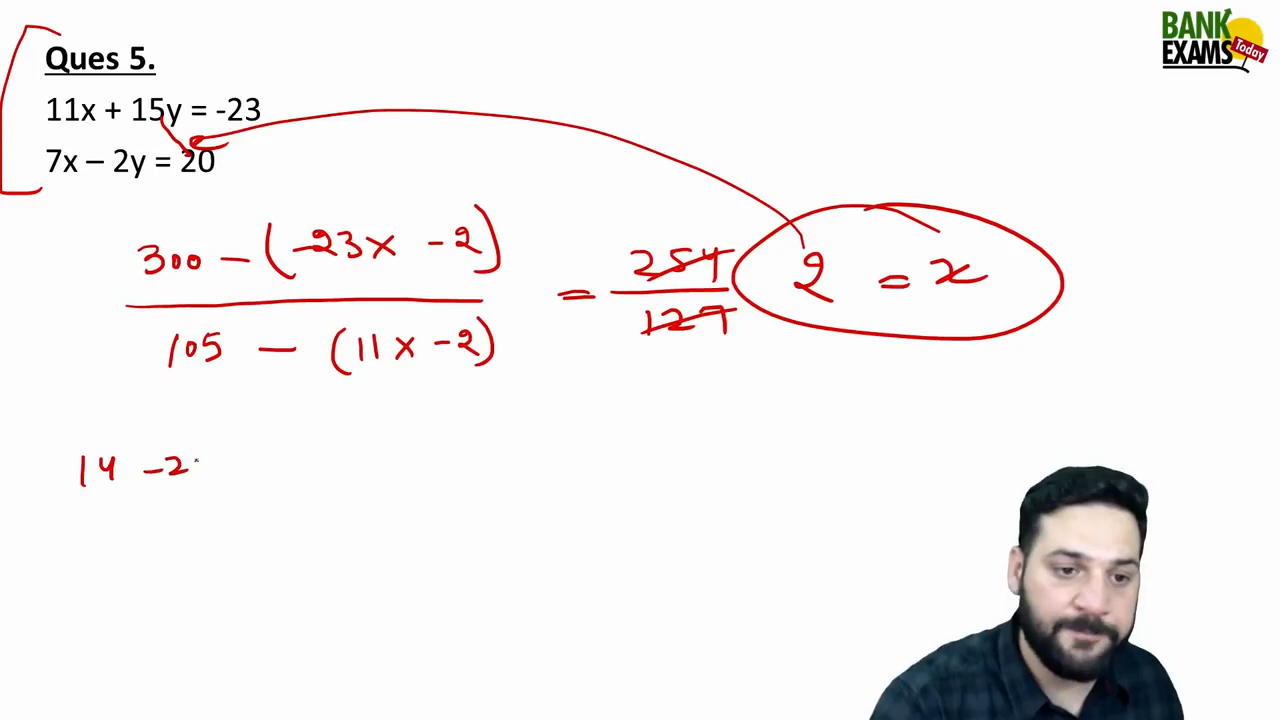 BANK
EXAMS Today
Ques 5.
11x + 15y = -23
7x – 2y = 20
300 – (-23x -2)
105 – (11x -2)
= 254
127
2 = x
14 -2